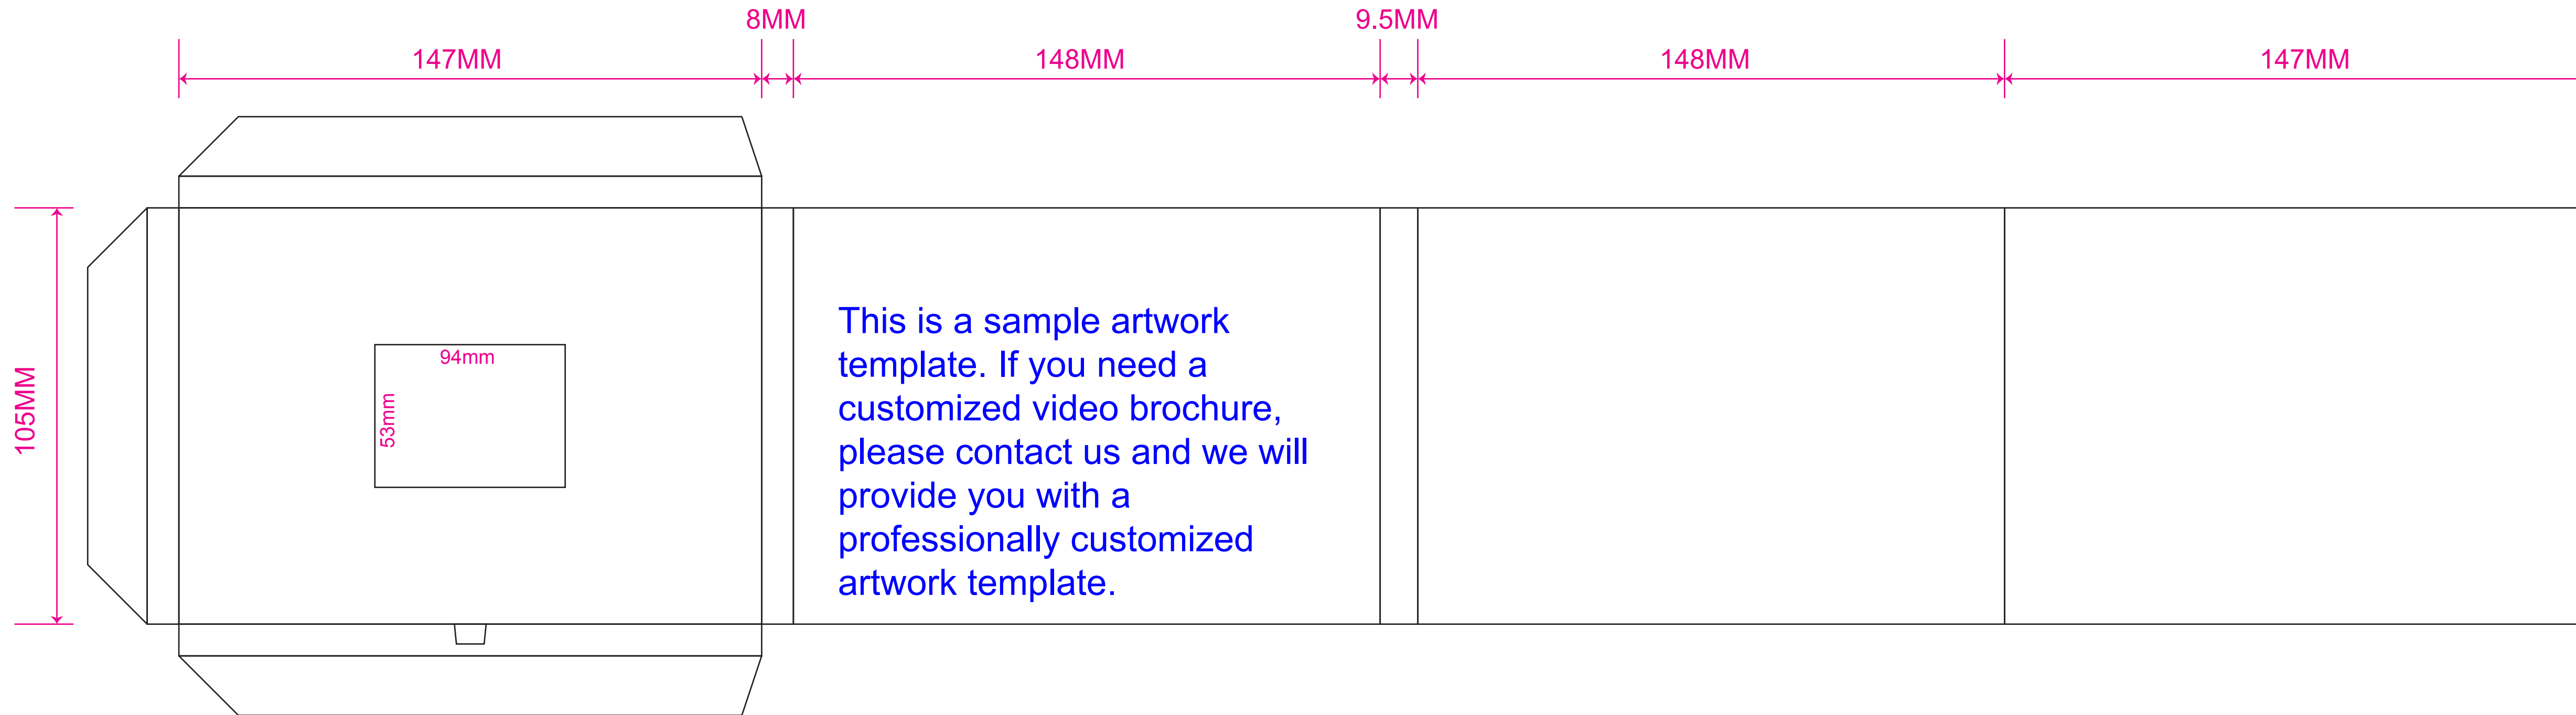 8MM
9.5MM
147MM
148MM
148MM
147MM
94mm
53mm
105MM
This is a sample artwork
template. If you need a
customized video brochure,
please contact us and we will
provide you with a
professionally customized
artwork template.